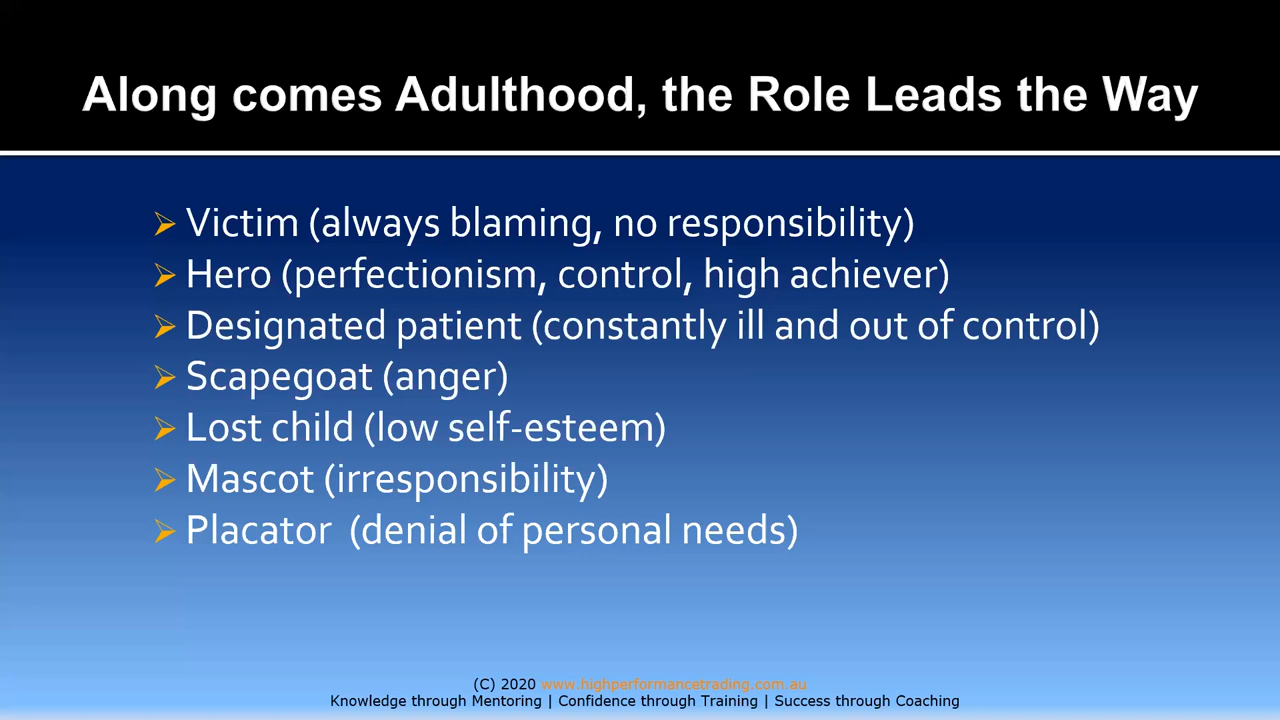 Along comes Adulthood, the Role Leads the Way
Victim (always blaming, no responsibility)
Hero (perfectionism, control, high achiever)
Designated patient (constantly ill and out of control)
Scapegoat (anger)
Lost child (low self-esteem)
Mascot (irresponsibility)
Placator (denial of personal needs)
(C) 2020 www.highperformancetrading.com.au
Knowledge through Mentoring | Confidence through Training | Success through Coaching